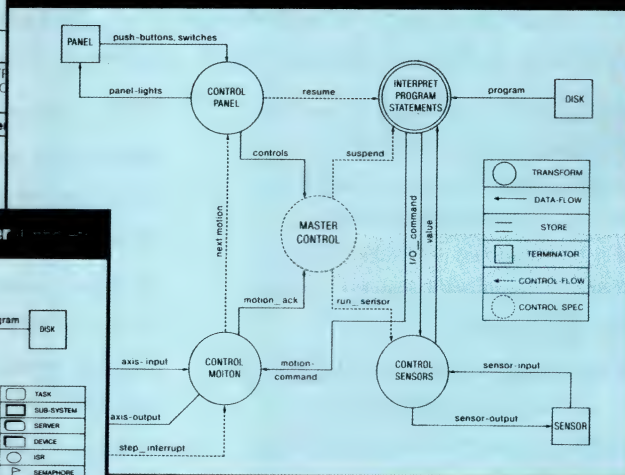 PANEL
push-buttons, switches
panel-lights
CONTROL
PANEL
resume
INTERPRET
PROGRAM
STATEMENTS
program
DISK
controls
suspend
MASTER
CONTROL
next motion
I/O_command
value
TRANSFORM
DATA-FLOW
STORE
TERMINATOR
CONTROL-FLOW
CONTROL SPEC
motion_ack
run_sensor
axis-input
CONTROL
MOITON
motion-
command
CONTROL
SENSORS
sensor-input
axis-output
sensor-output
SENSOR
step_interrupt
gram
DISK
TASK
SUB-SYSTEM
SERVER
DEVICE
ISR
SEMAPHORE